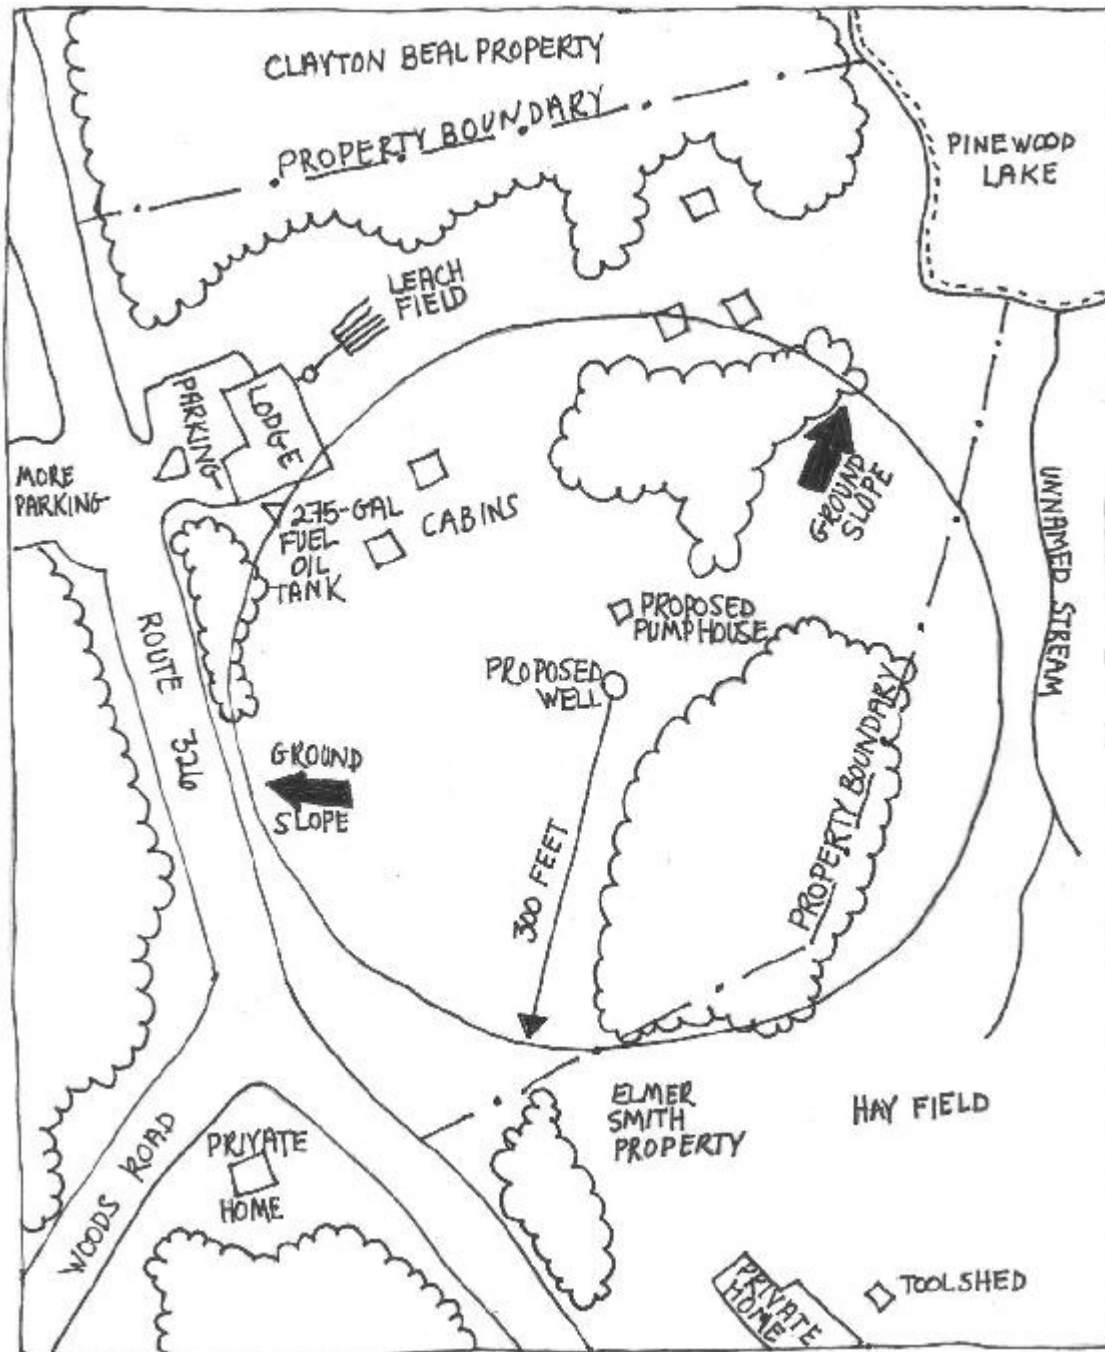 CLAYTON BEAL PROPERTY
PROPERTY BOUNDARY
PINEWOOD
LAKE
LEACH
FIELD
PARKING
LODGE
MORE
PARKING
275-GAL
FUEL
OIL
TANK
CABINS
GROUND
SLOPE
UNNAMED STREAM
ROUTE 326
PROPOSED
PUMPHOUSE
PROPOSED
WELL
GROUND
SLOPE
300 FEET
PROPERTY BOUNDARY
ELMER
SMITH
PROPERTY
HAY FIELD
WOODS ROAD
PRIVATE
HOME
PRIVATE
HOME
TOOLSHED